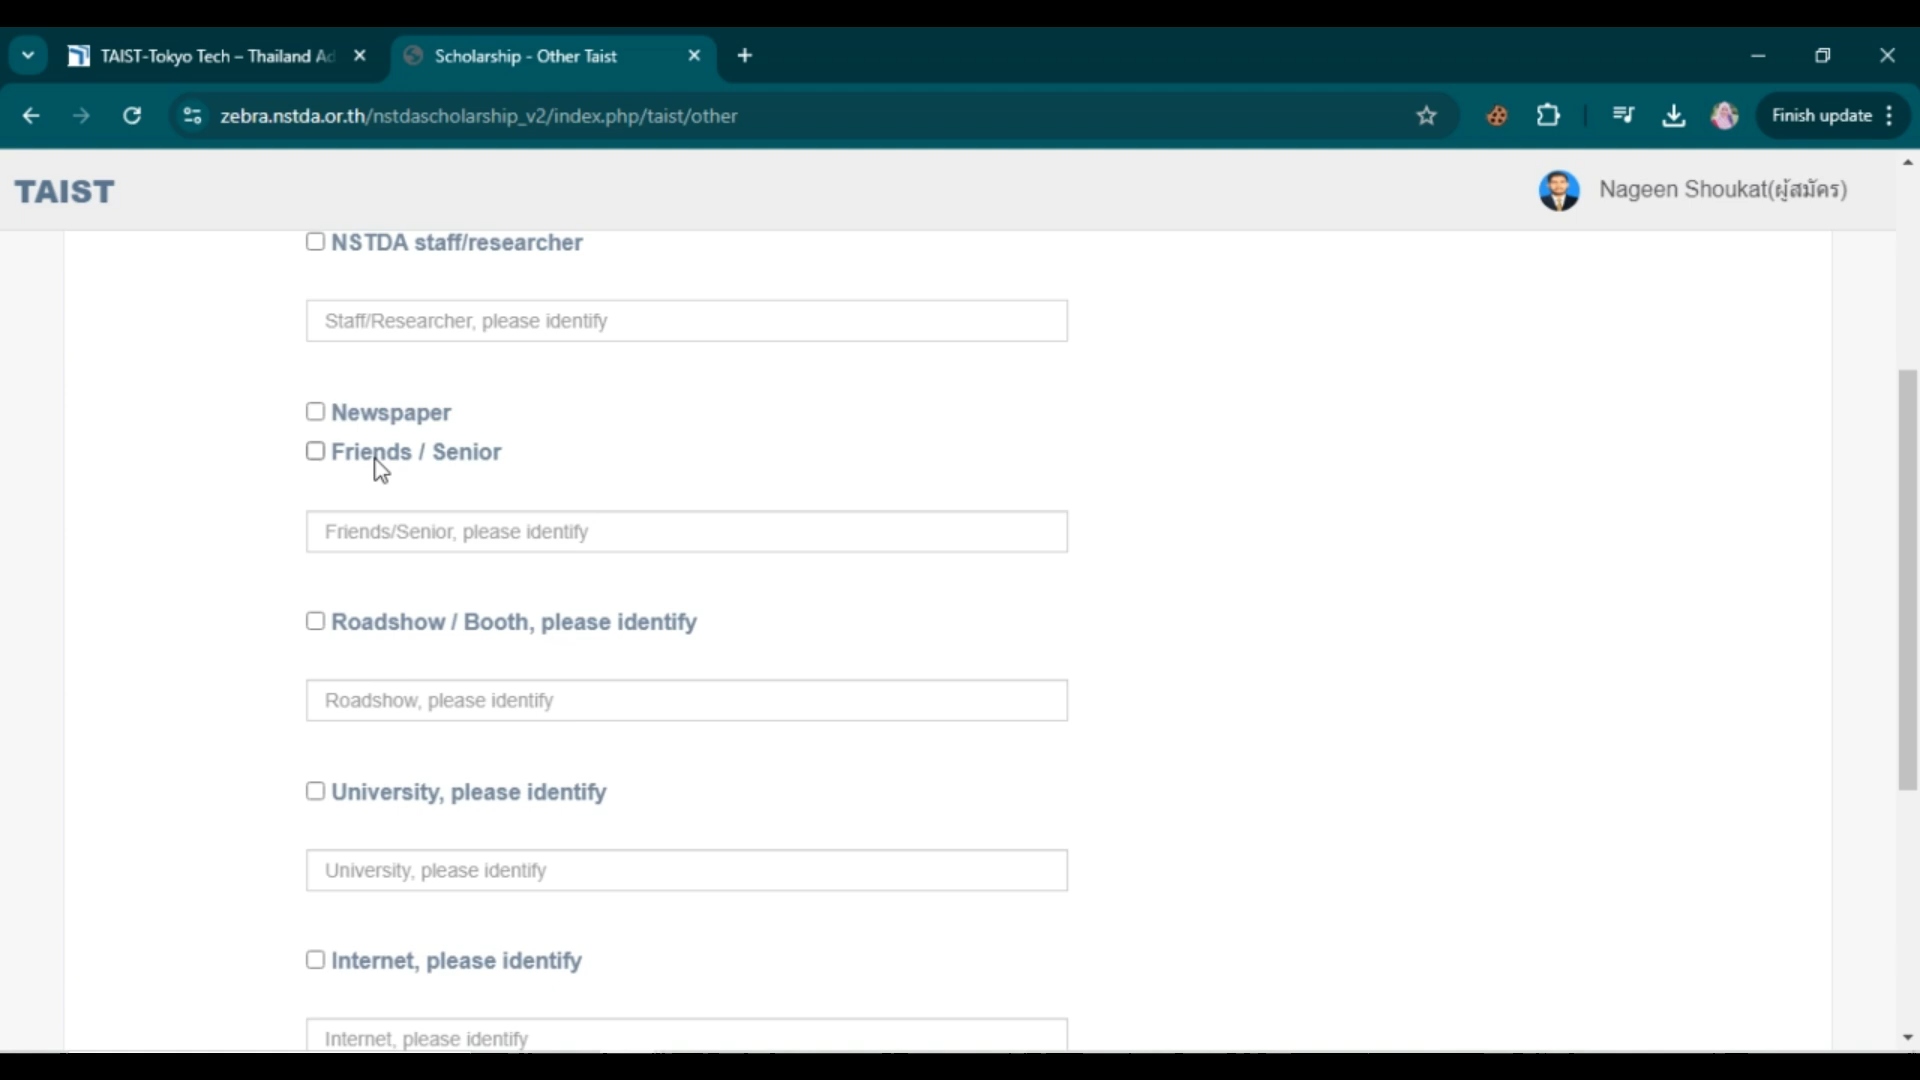 TAIST-Tokyo Tech – Thailand Ad
Scholarship - Other Taist
zebra.nstda.or.th/nstdascholarship_v2/index.php/taist/other
Finish update
TAIST
Nageen Shoukat(ผู้สมัคร)
NSTDA staff/researcher
Staff/Researcher, please identify
Newspaper
Friends / Senior
Friends/Senior, please identify
Roadshow / Booth, please identify
Roadshow, please identify
University, please identify
University, please identify
Internet, please identify
Internet, please identify